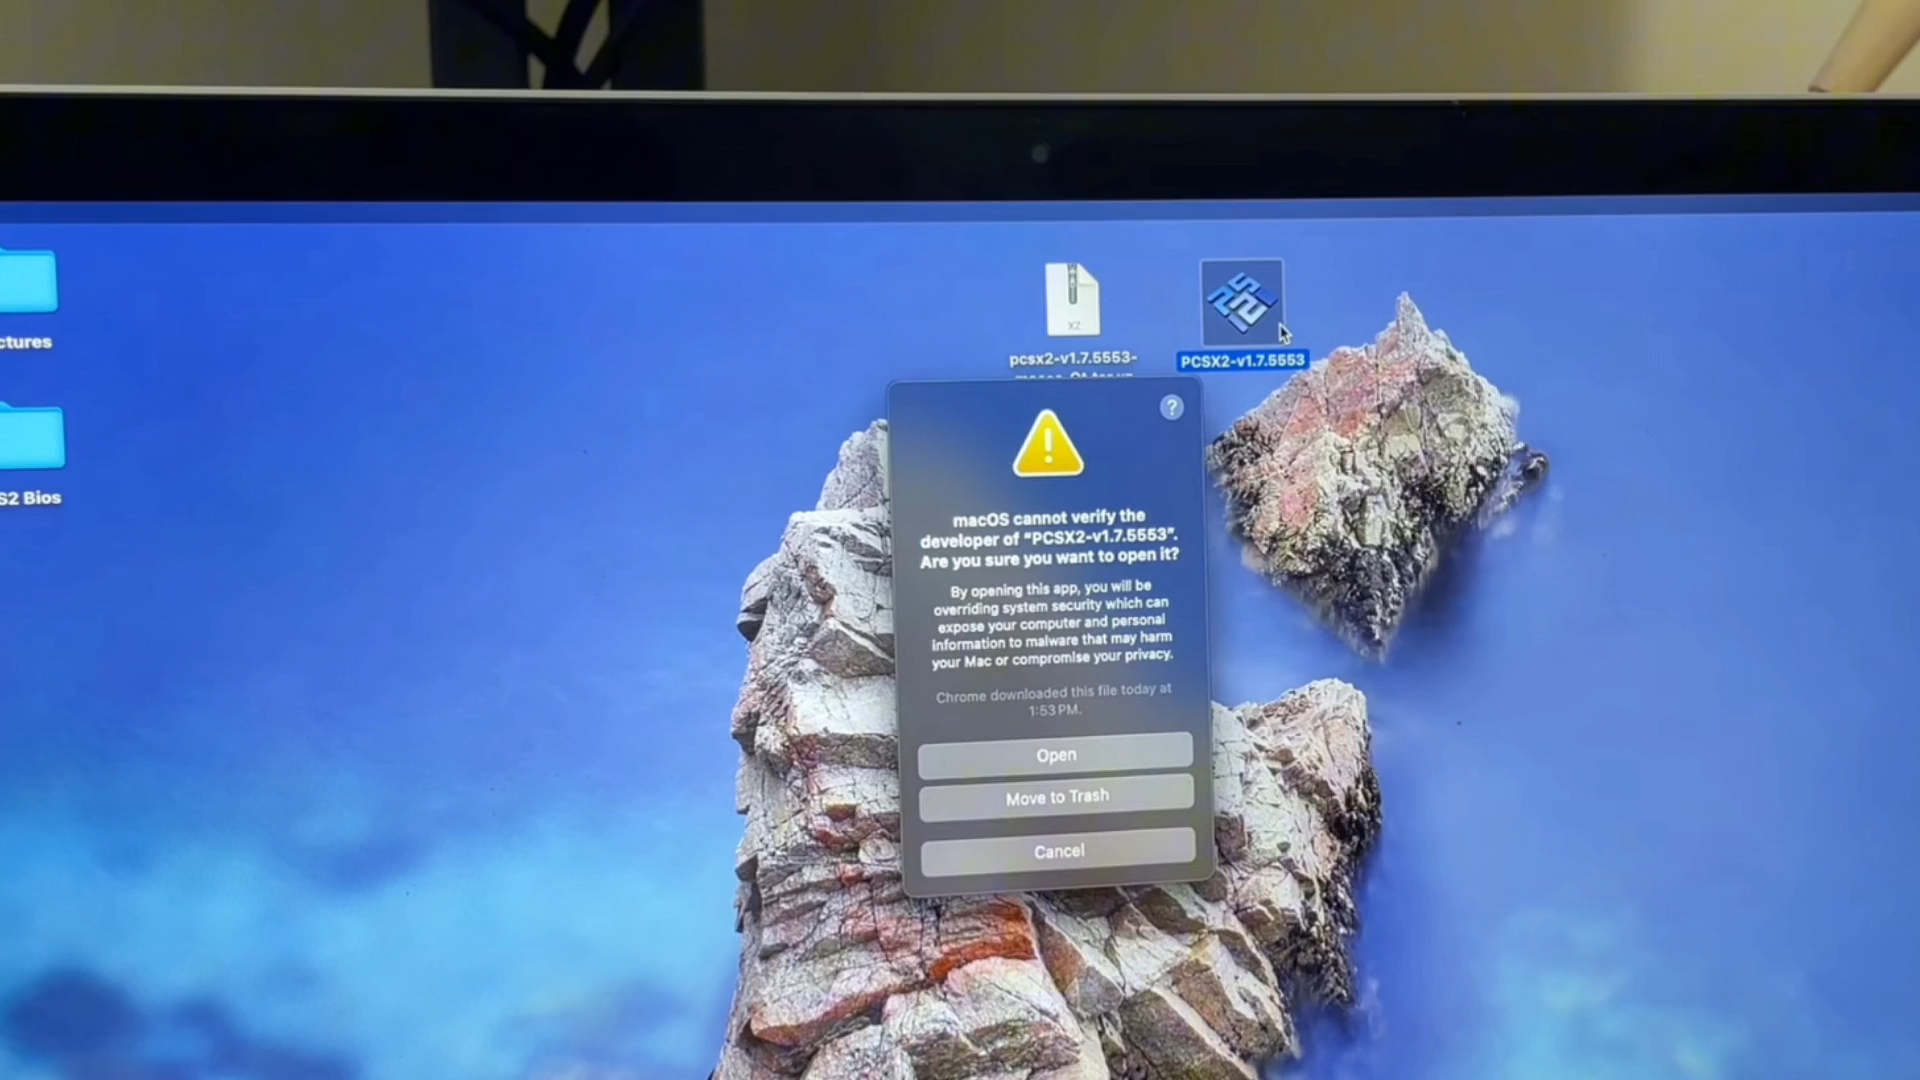 ctures
S2 Bios
XZ
pcsx2-v1.7.5553-
PCSX2-v1.7.5553
?
macOS cannot verify the
developer of “PCSX2-v1.7.5553”.
Are you sure you want to open it?
By opening this app, you will be
overriding system security which can
expose your computer and personal
information to malware that may harm
your Mac or compromise your privacy.
Chrome downloaded this file today at
1:53 PM.
Open
Move to Trash
Cancel